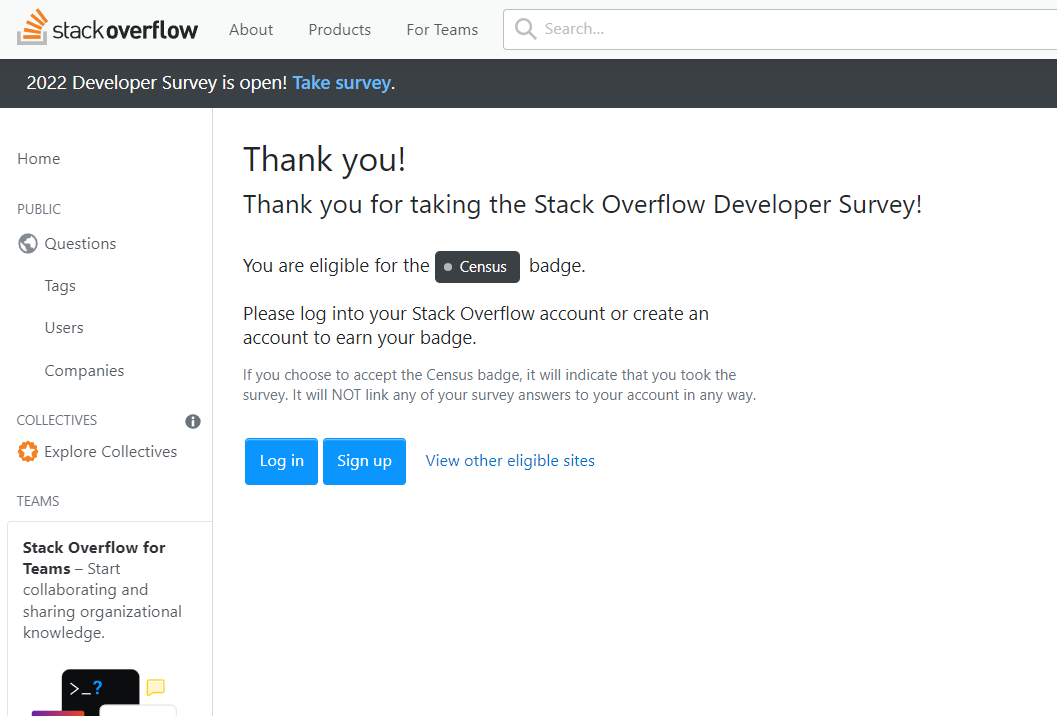 stack overflow
About
Products
For Teams
Search...
2022 Developer Survey is open! Take survey.
Home
PUBLIC
Questions
Tags
Users
Companies
COLLECTIVES
Explore Collectives
TEAMS
Stack Overflow for
Teams – Start
collaborating and
sharing organizational
knowledge.
>_?
Thank you!
Thank you for taking the Stack Overflow Developer Survey!
You are eligible for the Census badge.
Please log into your Stack Overflow account or create an
account to earn your badge.
If you choose to accept the Census badge, it will indicate that you took the
survey. It will NOT link any of your survey answers to your account in any way.
Log in
Sign up
View other eligible sites